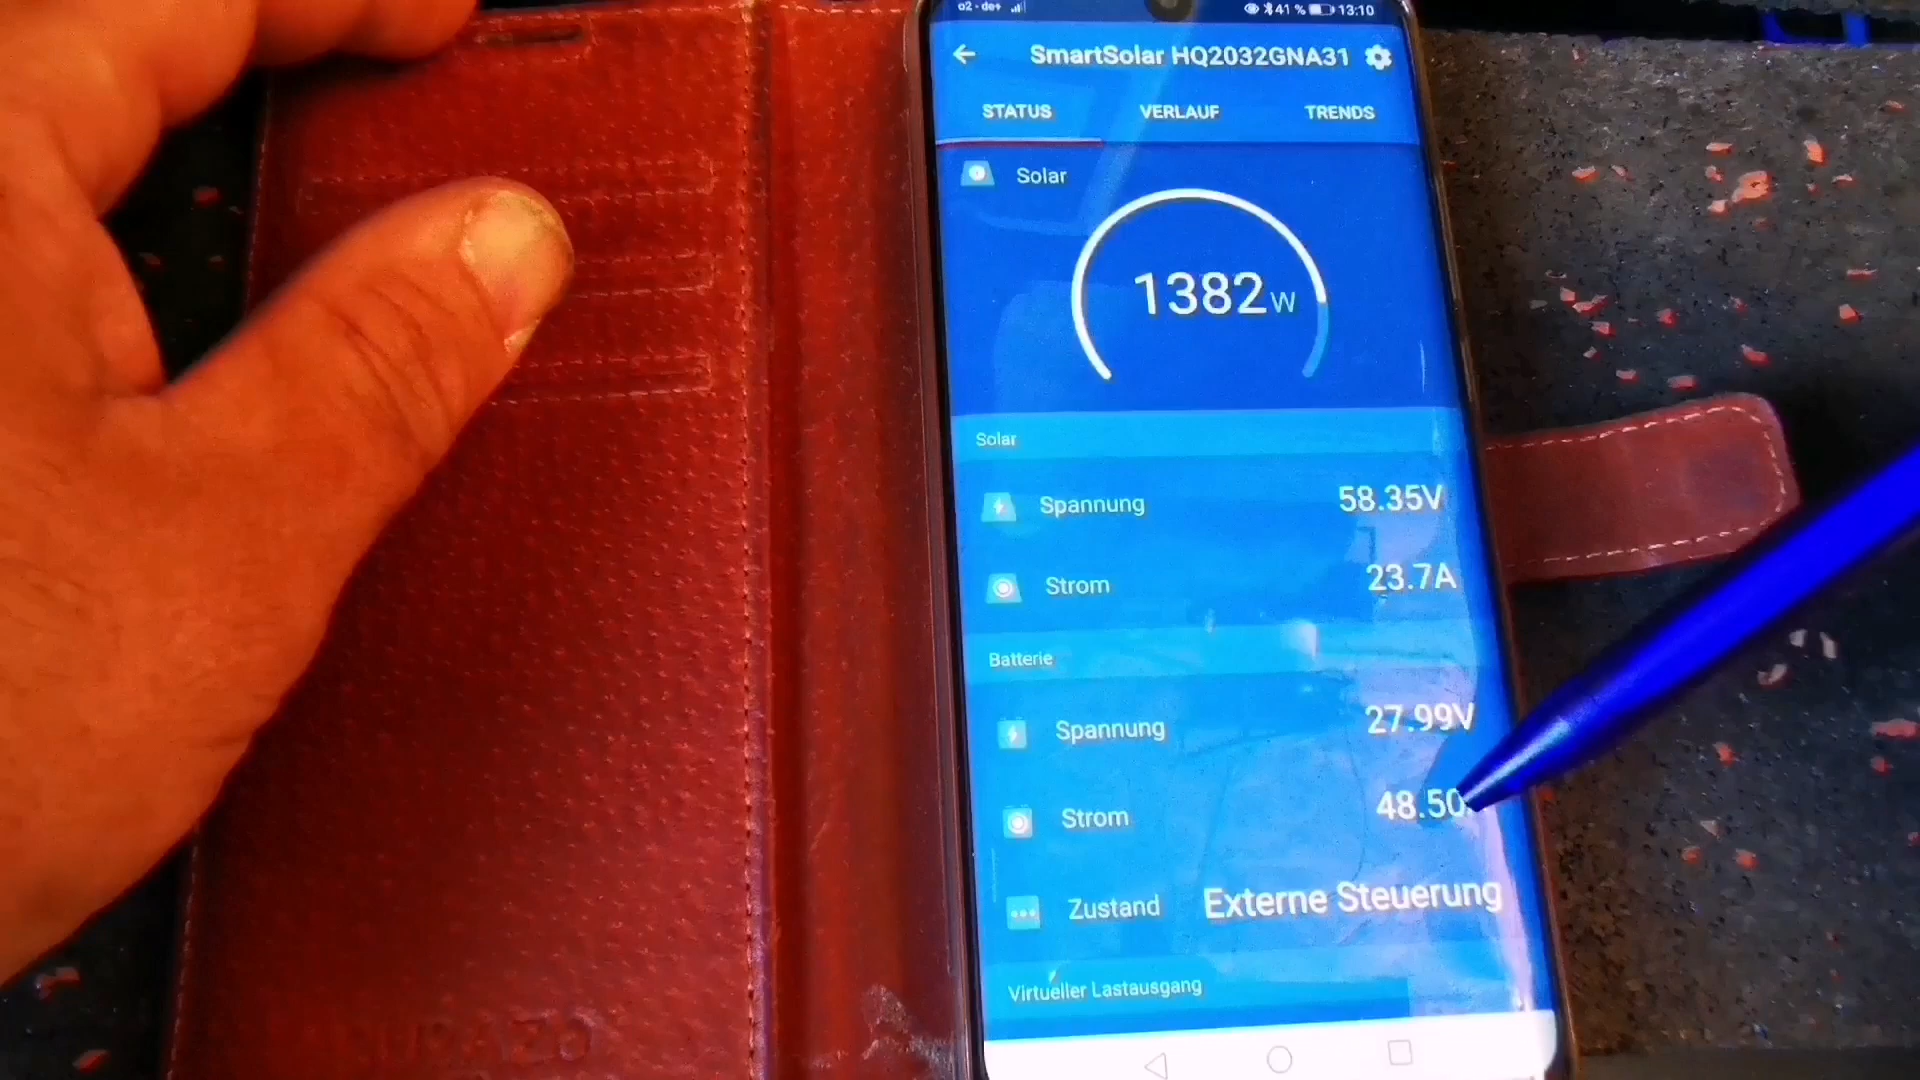 o2 - de+ 41 % 13:10
SmartSolar HQ2032GNA31
STATUS VERLAUF TRENDS
Solar
1382W
Solar
Spannung 58.35V
Strom 23.7A
Batterie
Spannung 27.99V
Strom 48.50
Zustand Externe Steuerung
Virtueller Lastausgang